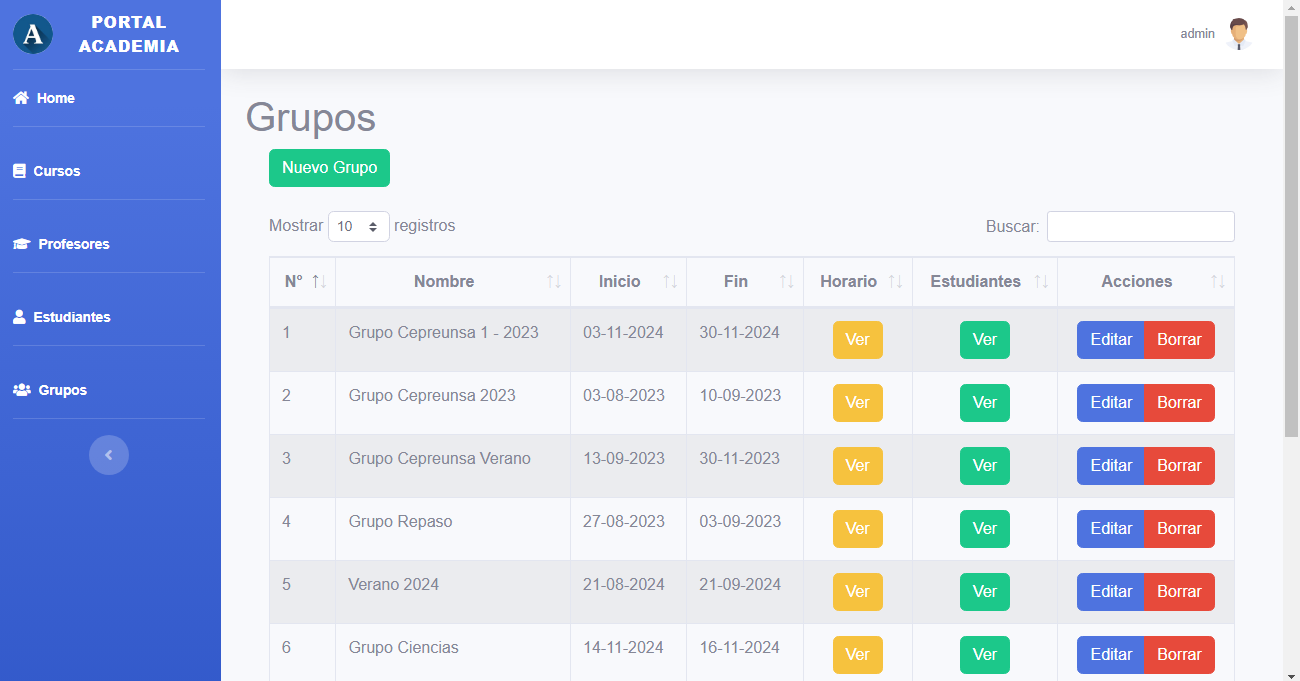 A
PORTAL
ACADEMIA
admin
Home
Cursos
Profesores
Estudiantes
Grupos
Grupos
Nuevo Grupo
Mostrar 10 registros
Buscar:
N° Nombre Inicio Fin Horario Estudiantes Acciones
1 Grupo Cepreunsa 1 - 2023 03-11-2024 30-11-2024 Ver Ver Editar Borrar
2 Grupo Cepreunsa 2023 03-08-2023 10-09-2023 Ver Ver Editar Borrar
3 Grupo Cepreunsa Verano 13-09-2023 30-11-2023 Ver Ver Editar Borrar
4 Grupo Repaso 27-08-2023 03-09-2023 Ver Ver Editar Borrar
5 Verano 2024 21-08-2024 21-09-2024 Ver Ver Editar Borrar
6 Grupo Ciencias 14-11-2024 16-11-2024 Ver Ver Editar Borrar